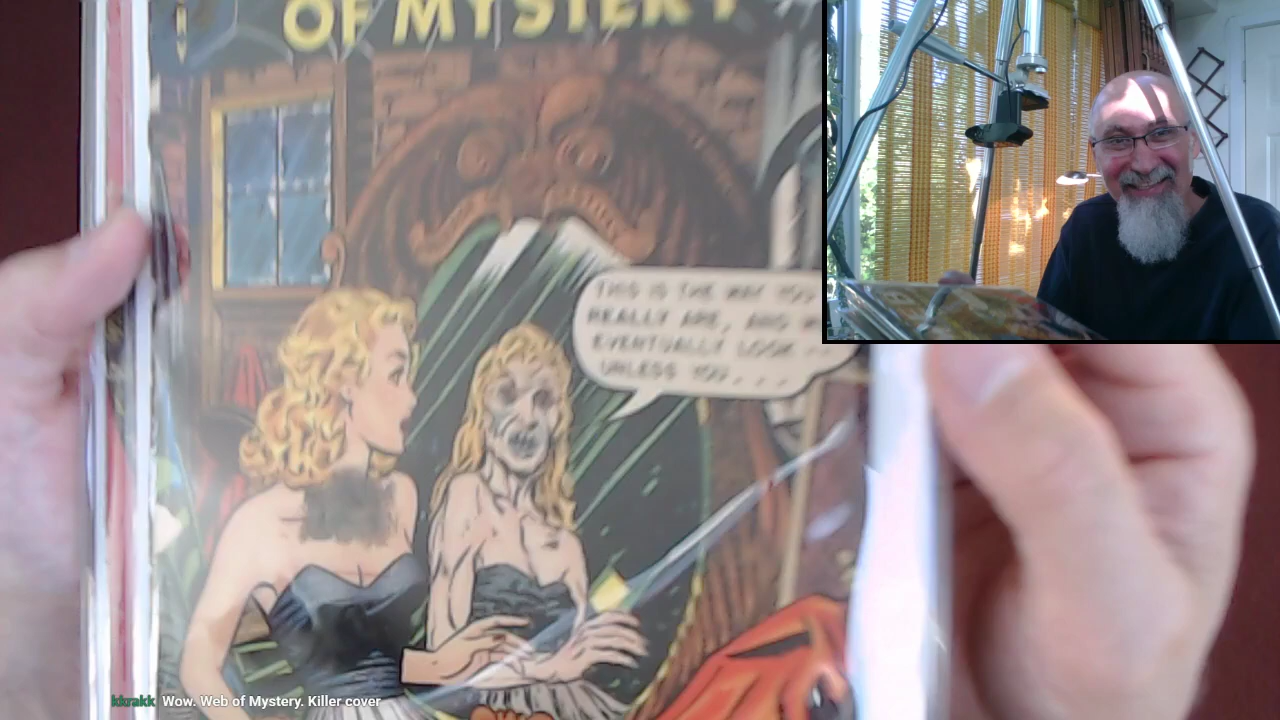 OF MYSTERY
THIS IS THE WAY YOU
REALLY ARE, AND
EVENTUALLY LOOK . .
UNLESS YOU . . . .
kkrakk Wow. Web of Mystery. Killer cover